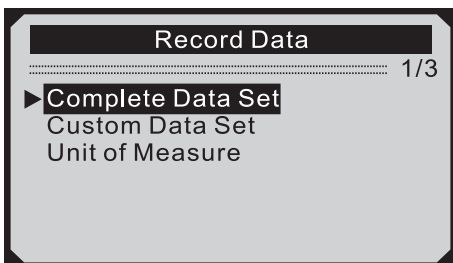 Record Data
1/3
Complete Data Set
Custom Data Set
Unit of Measure